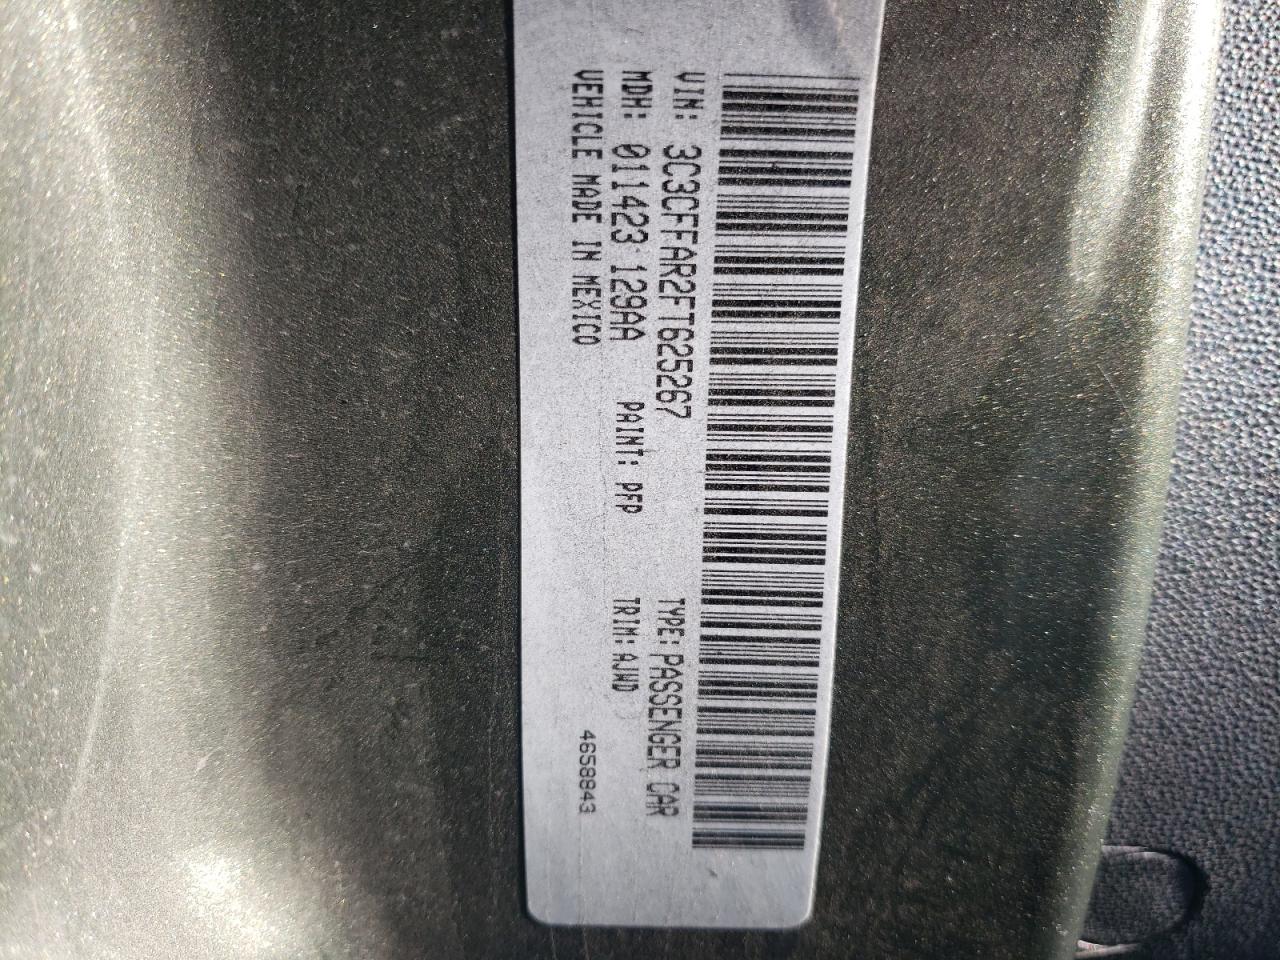 VIN: 3C3CFFAR2FT625267 TYPE: PASSENGER CAR
MDH: 011423 129AA PAINT: PFP TRIM: AJWD
VEHICLE MADE IN MEXICO 4658843